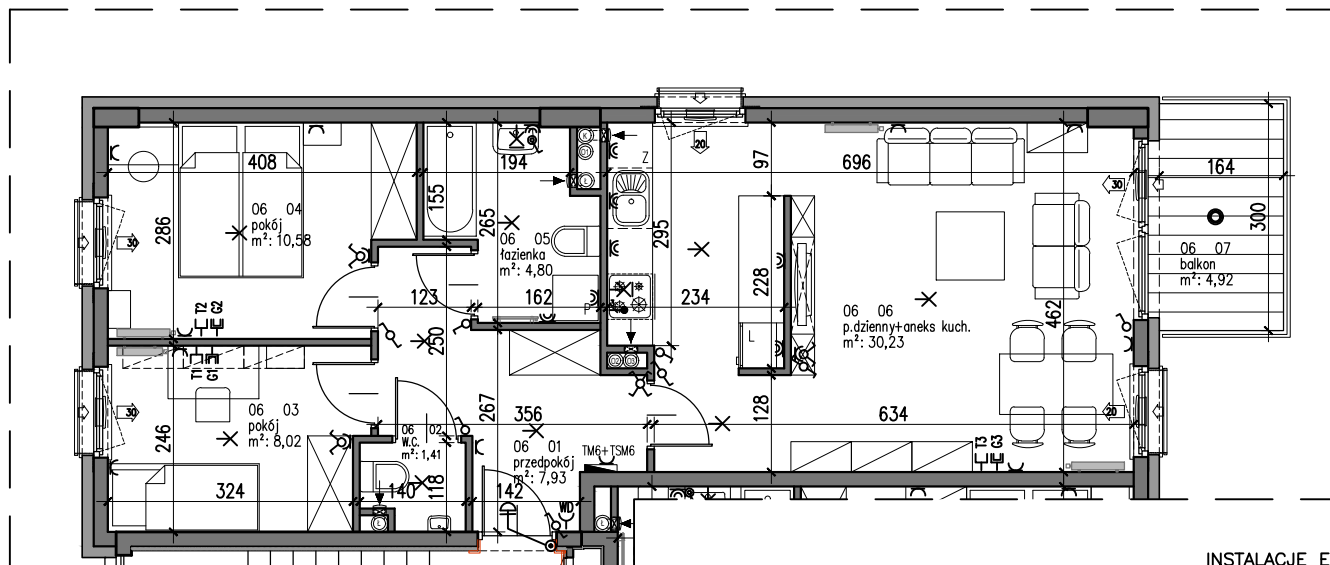 408
194
97
696
164
Z
20
30
286
06 04
pokój
m²: 10,58
155
265
06 05
łazienka
m²: 4,80
295
300
06 07
balkon
m²: 4,92
30
T2
G2
123
162
P
234
228
462
06 06
p.dzienny+aneks kuch.
m²: 30,23
250
L
T1
G1
30
246
06 03
pokój
m²: 8,02
06 02
W.C.
m²: 1,41
267
356
128
634
20
06 01
przedpokój
m²: 7,93
TM6+TSM6
T3
G3
324
140
118
142
WD
INSTALACJE E